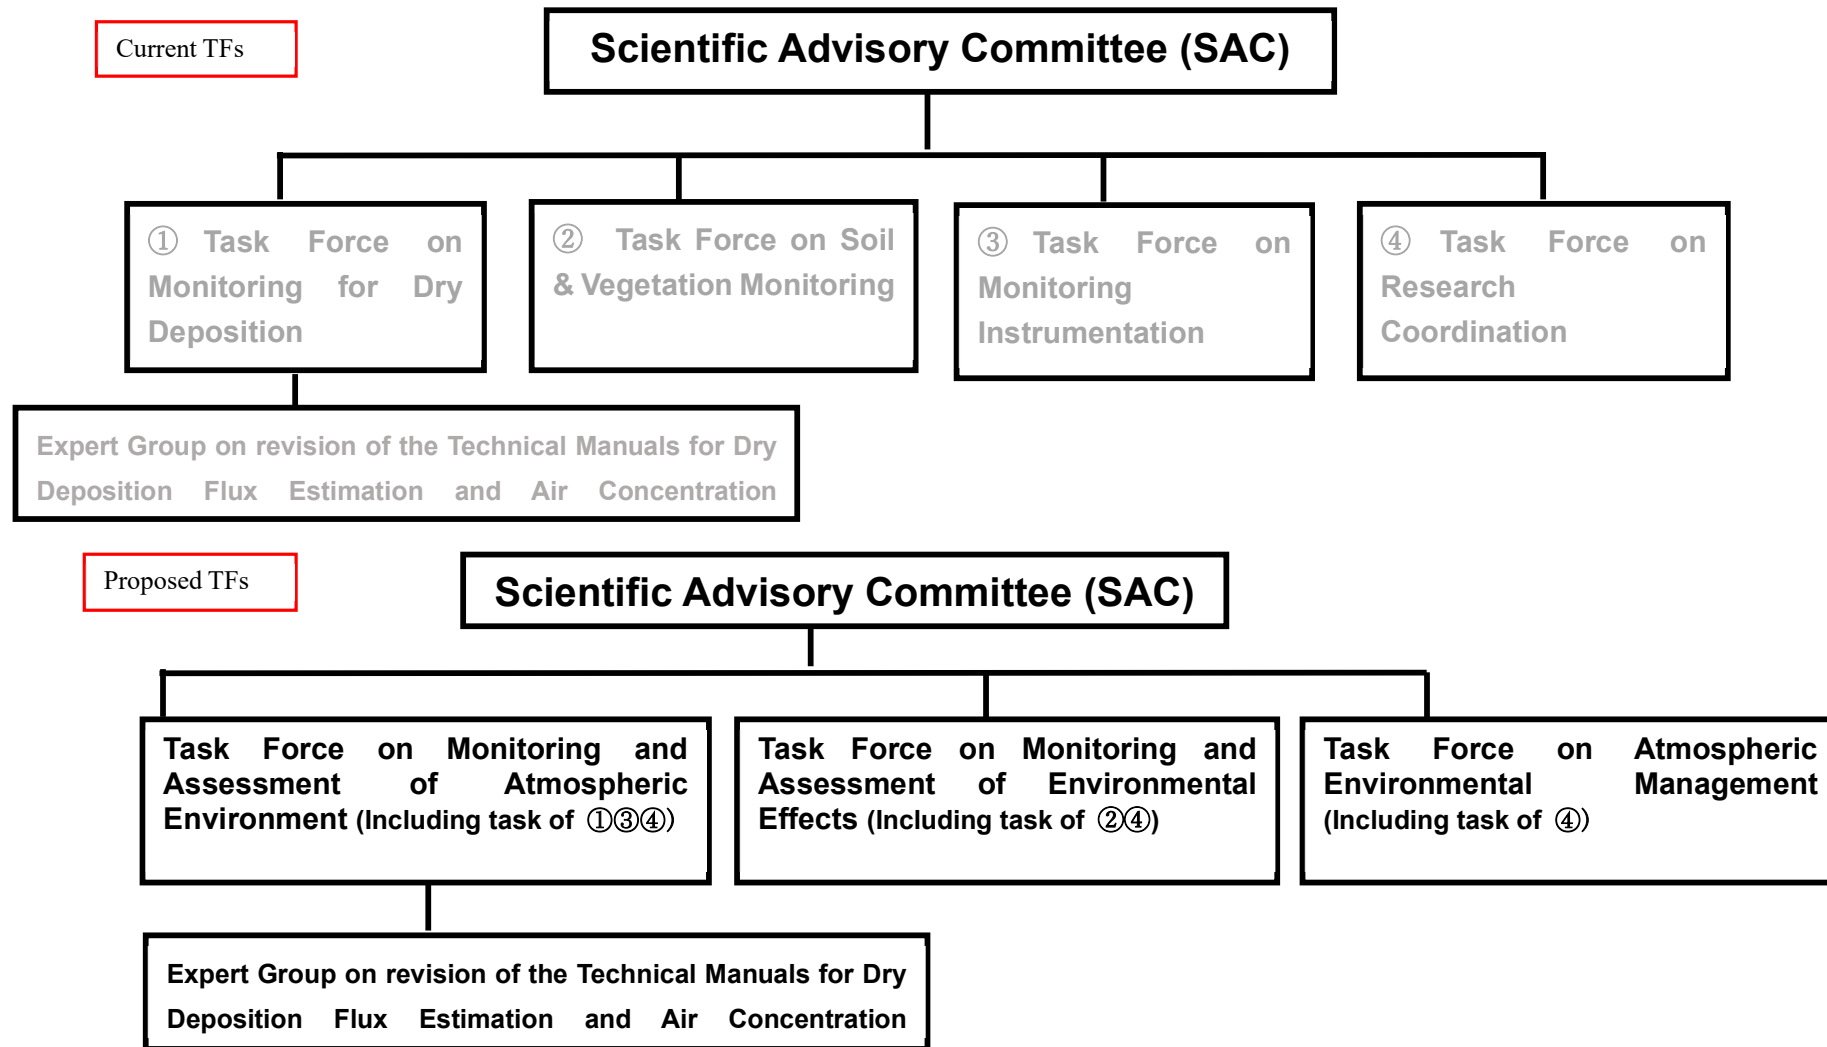 Current TFs
Scientific Advisory Committee (SAC)
① Task Force on
Monitoring for Dry
Deposition
② Task Force on Soil
& Vegetation Monitoring
③ Task Force on
Monitoring
Instrumentation
④ Task Force on
Research
Coordination
Expert Group on revision of the Technical Manuals for Dry
Deposition Flux Estimation and Air Concentration
Proposed TFs
Scientific Advisory Committee (SAC)
Task Force on Monitoring and
Assessment of Atmospheric
Environment (Including task of ①③④)
Task Force on Monitoring and
Assessment of Environmental
Effects (Including task of ②④)
Task Force on Atmospheric
Environmental Management
(Including task of ④)
Expert Group on revision of the Technical Manuals for Dry
Deposition Flux Estimation and Air Concentration